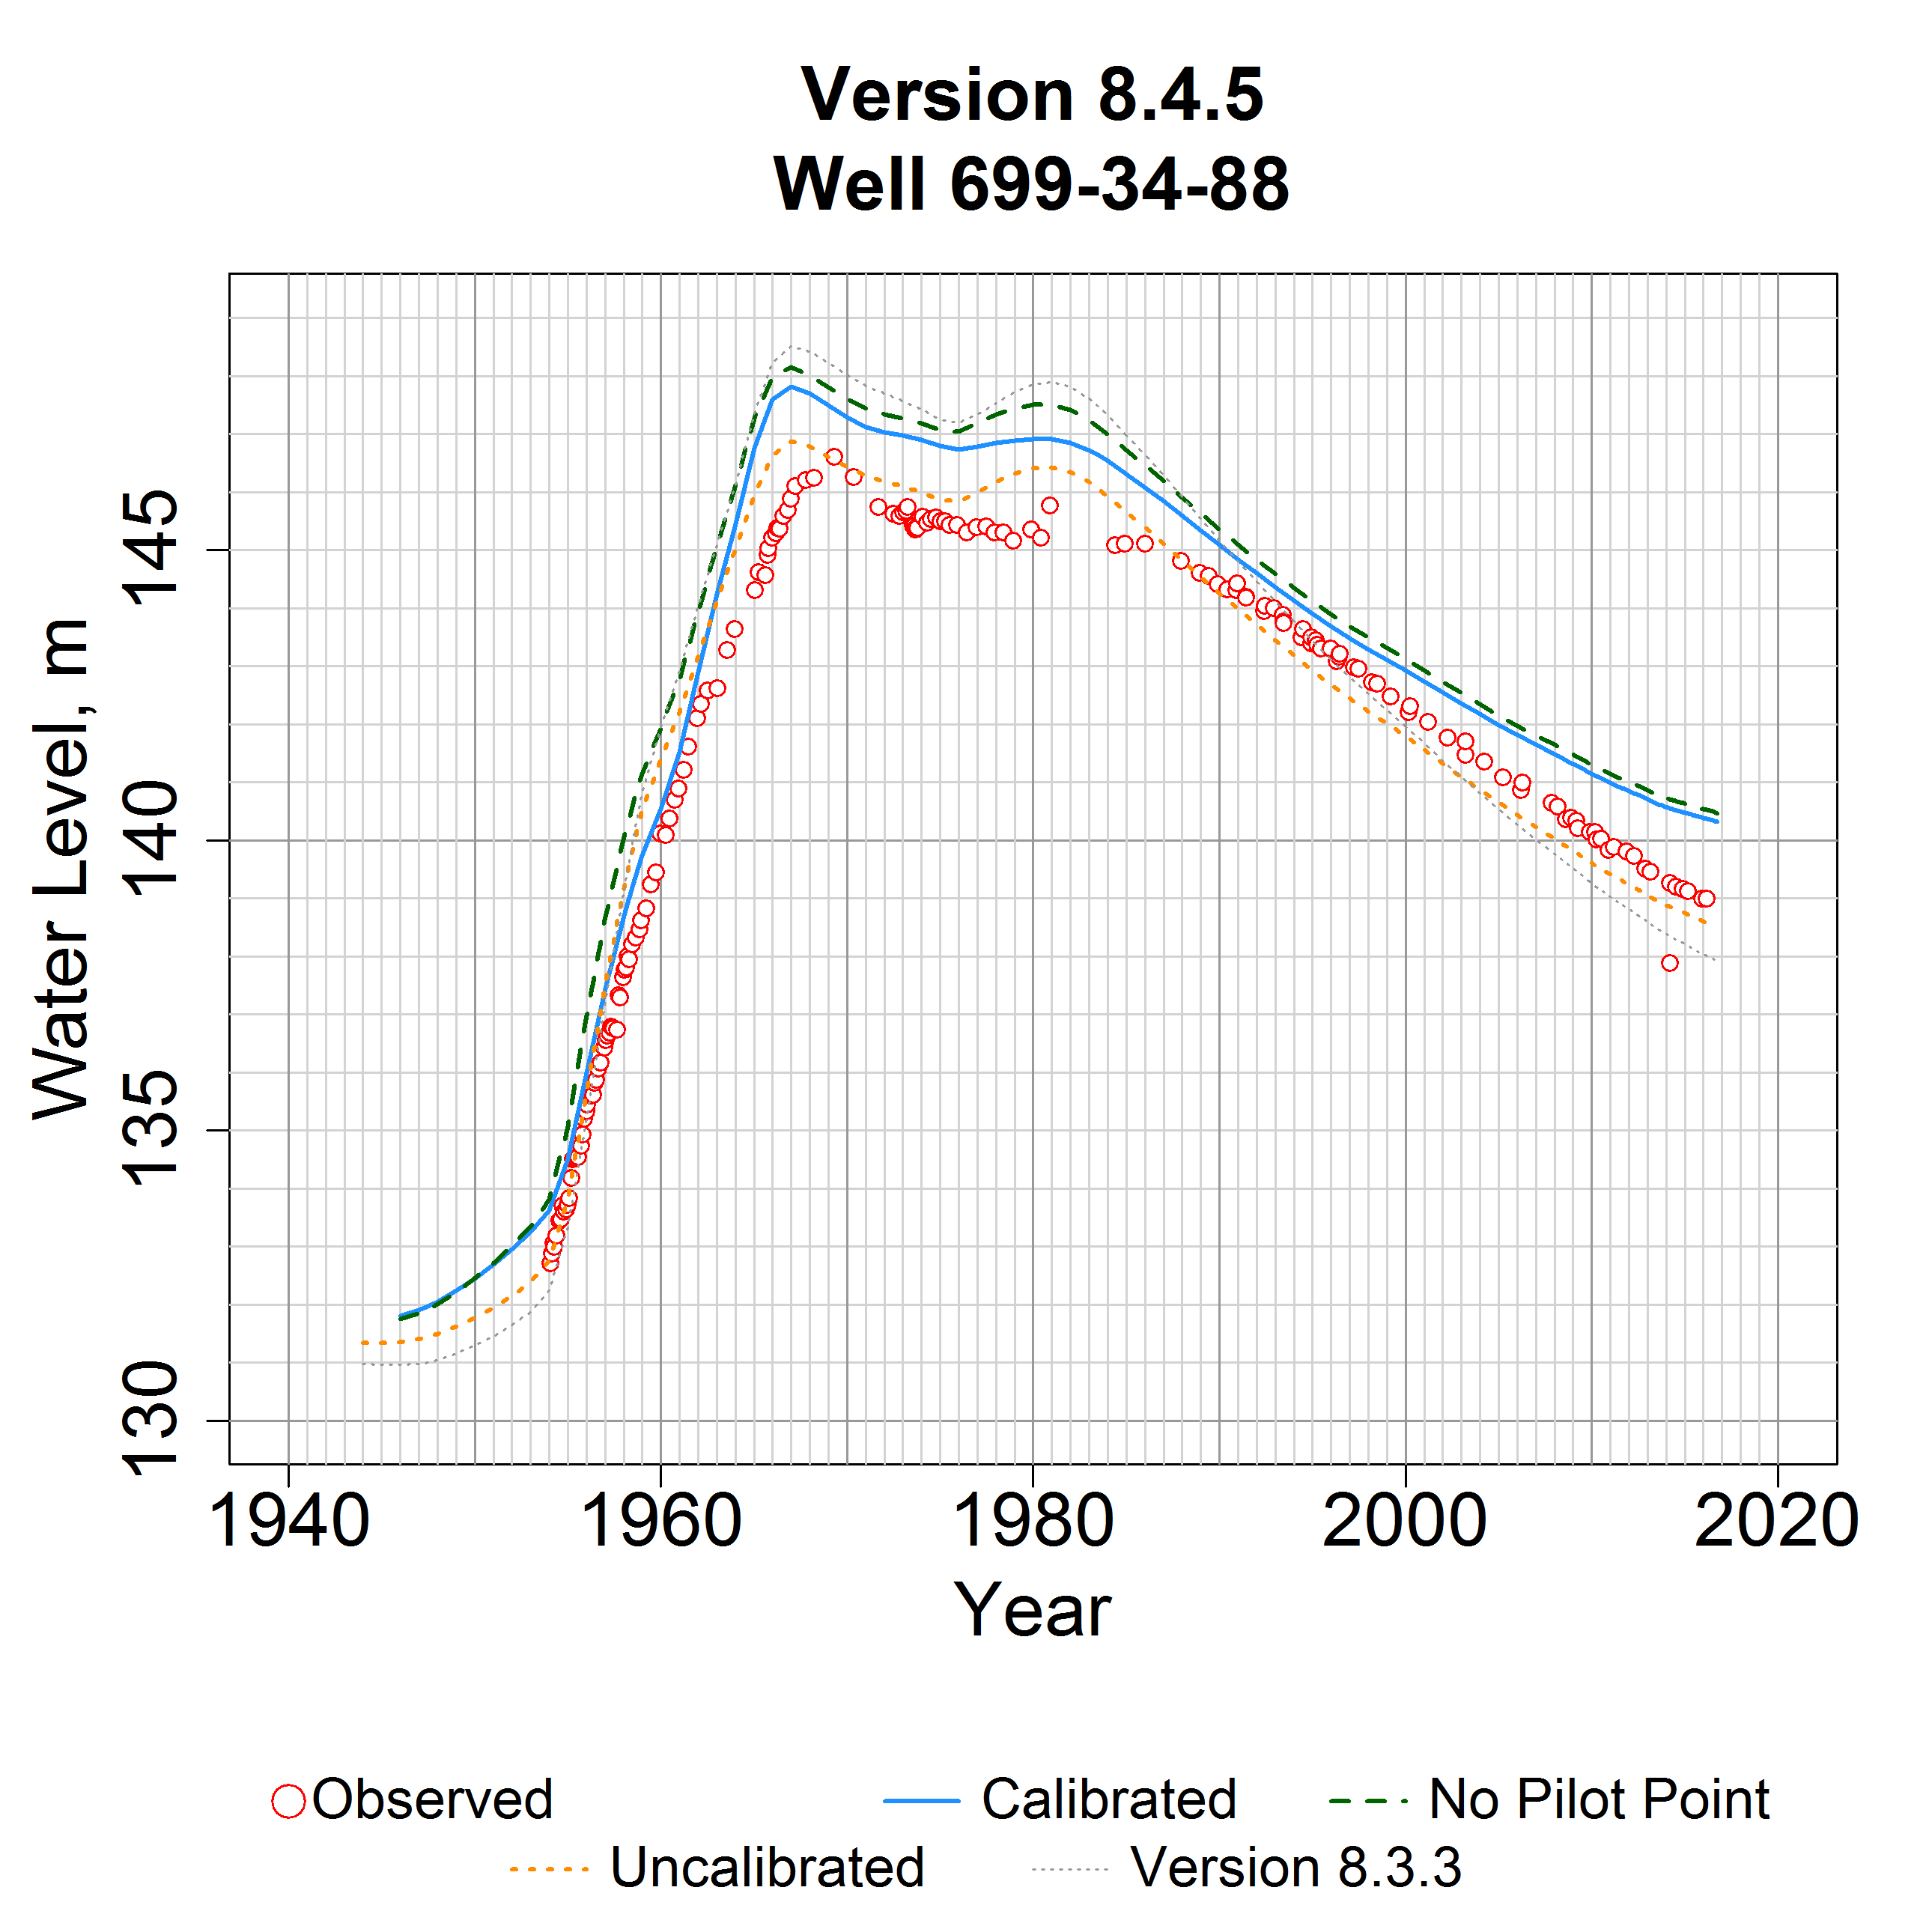 Version 8.4.5
Well 699-34-88
Water Level, m
145
140
135
130
1940 1960 1980 2000 2020
Year
Observed Calibrated No Pilot Point
Uncalibrated Version 8.3.3